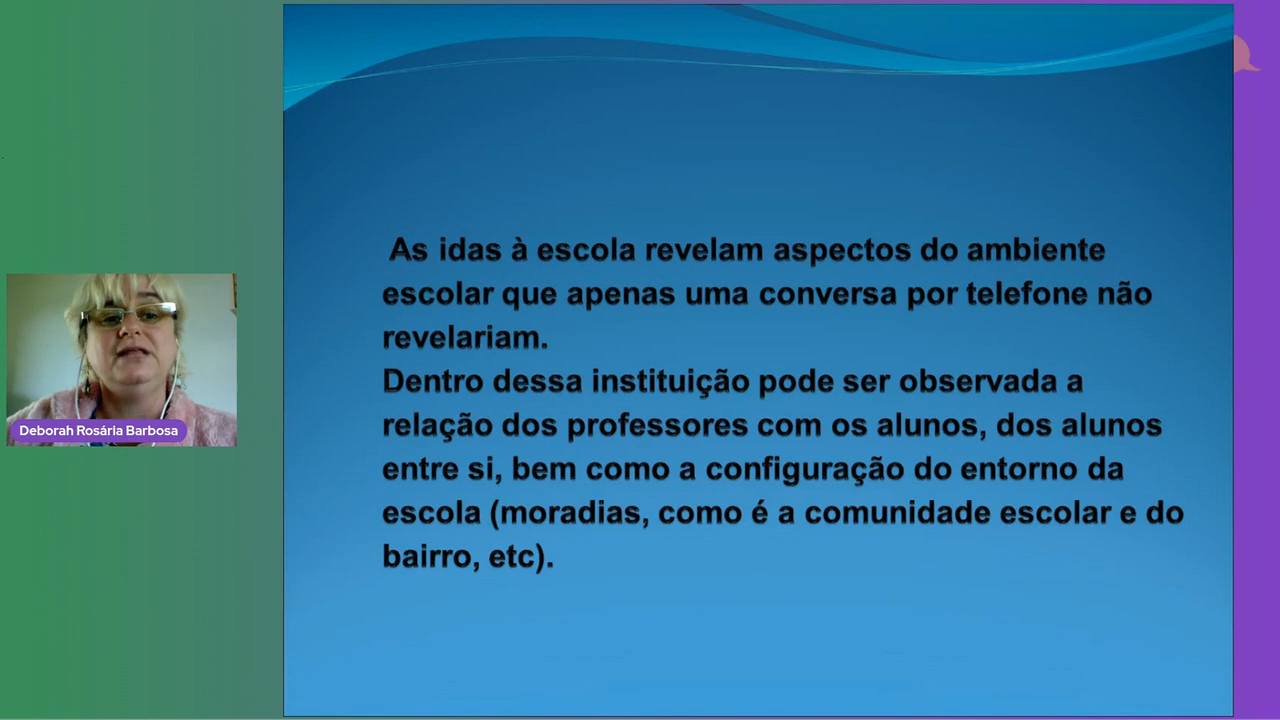 As idas à escola revelam aspectos do ambiente
escolar que apenas uma conversa por telefone não
revelariam.
Dentro dessa instituição pode ser observada a
relação dos professores com os alunos, dos alunos
entre si, bem como a configuração do entorno da
escola (moradias, como é a comunidade escolar e do
bairro, etc).
Deborah Rosária Barbosa